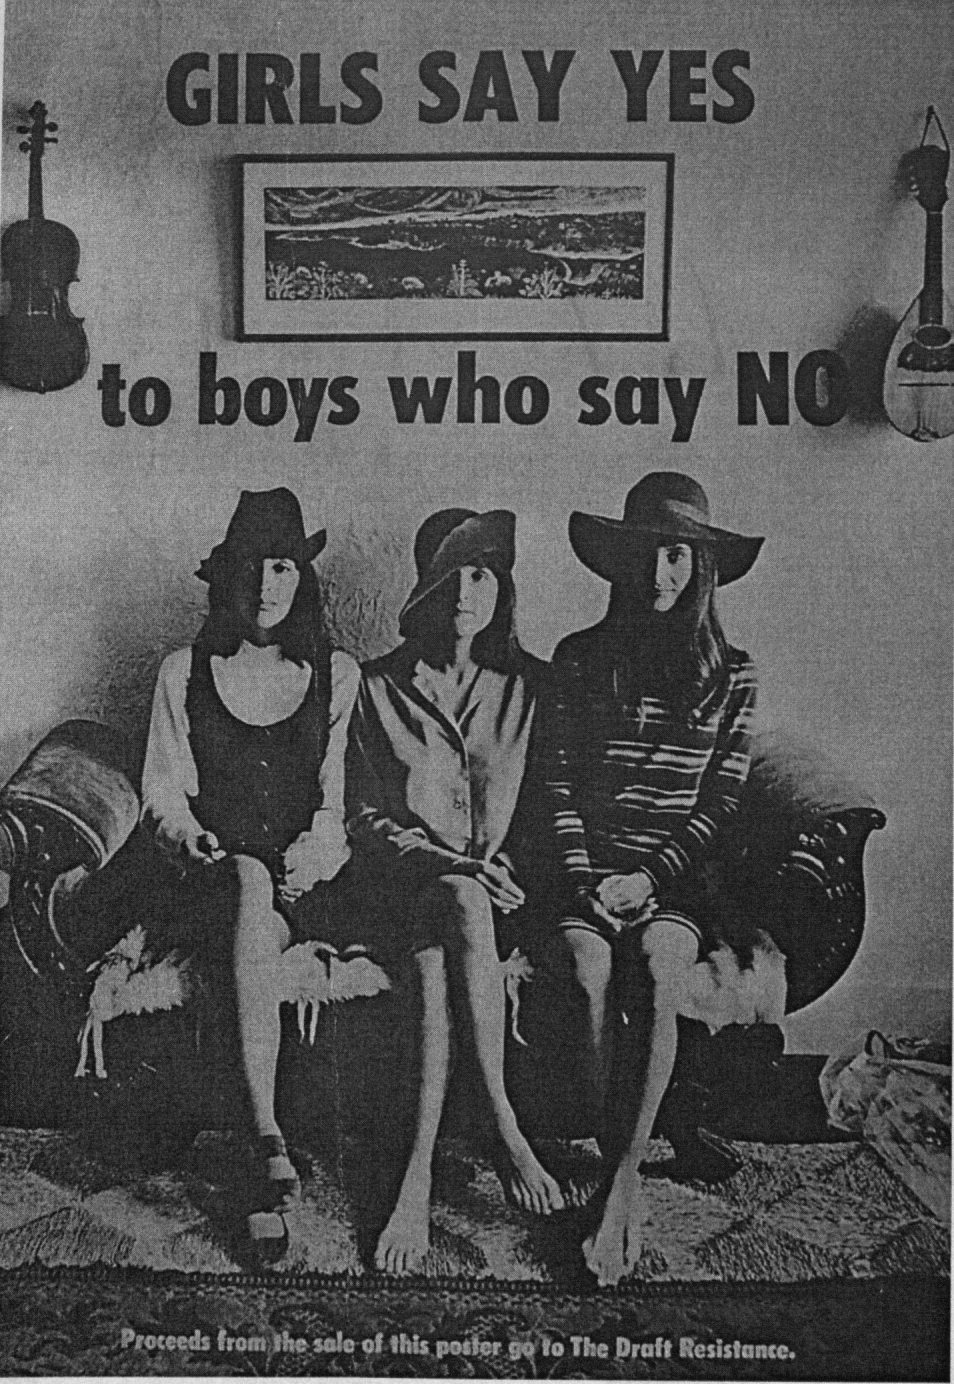 GIRLS SAY YES
to boys who say NO
Proceeds from the sale of this poster go to The Draft Resistance.